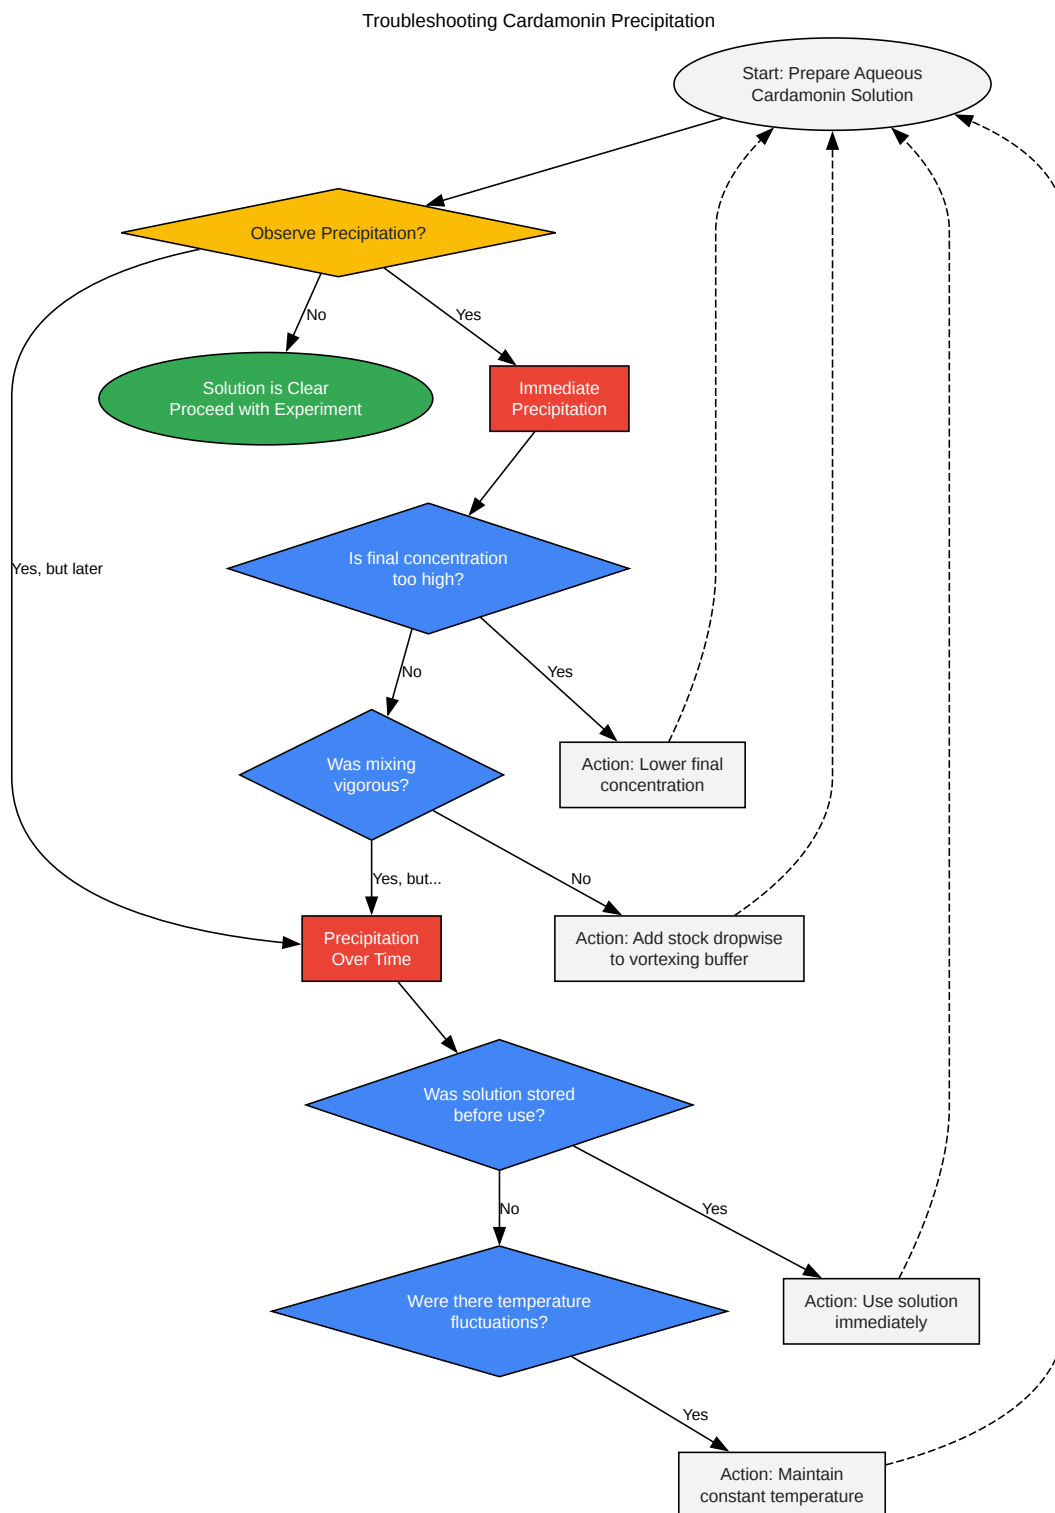 Troubleshooting Cardamonin Precipitation
Start: Prepare Aqueous
Cardamonin Solution
Observe Precipitation?
No
Yes
Solution is Clear
Proceed with Experiment
Immediate
Precipitation
Is final concentration
too high?
Yes, but later
No
Yes
Was mixing
vigorous?
Action: Lower final
concentration
Yes, but...
No
Precipitation
Over Time
Action: Add stock dropwise
to vortexing buffer
Was solution stored
before use?
No
Yes
Were there temperature
fluctuations?
Action: Use solution
immediately
Yes
Action: Maintain
constant temperature